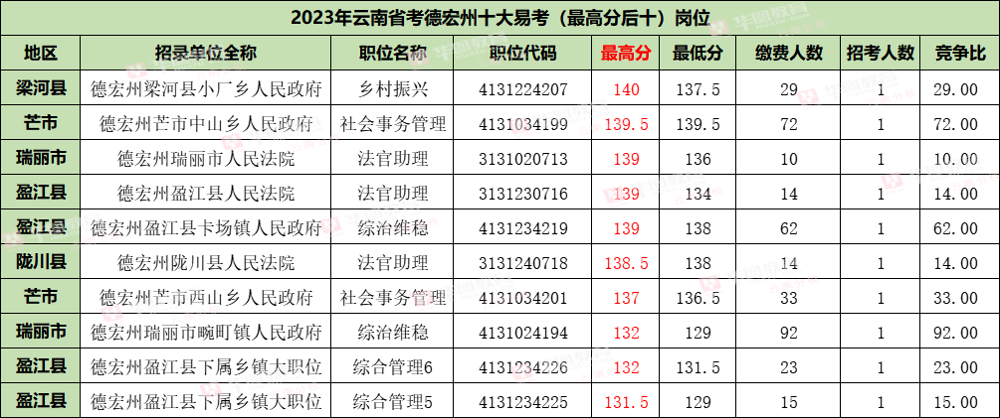 2023年云南省考德宏州十大易考（最高分后十）岗位
地区 招录单位全称 职位名称 职位代码 最高分 最低分 缴费人数 招考人数 竞争比
梁河县 德宏州梁河县小厂乡人民政府 乡村振兴 4131224207 140 137.5 29 1 29.00
芒市 德宏州芒市中山乡人民政府 社会事务管理 4131034199 139.5 139.5 72 1 72.00
瑞丽市 德宏州瑞丽市人民法院 法官助理 3131020713 139 136 10 1 10.00
盈江县 德宏州盈江县人民法院 法官助理 3131230716 139 134 14 1 14.00
盈江县 德宏州盈江县卡场镇人民政府 综治维稳 4131234219 139 138 62 1 62.00
陇川县 德宏州陇川县人民法院 法官助理 3131240718 138.5 138 14 1 14.00
芒市 德宏州芒市西山乡人民政府 社会事务管理 4131034201 137 136.5 33 1 33.00
瑞丽市 德宏州瑞丽市畹町镇人民政府 综治维稳 4131024194 132 129 92 1 92.00
盈江县 德宏州盈江县下属乡镇大职位 综合管理6 4131234226 132 131.5 23 1 23.00
盈江县 德宏州盈江县下属乡镇大职位 综合管理5 4131234225 131.5 129 15 1 15.00